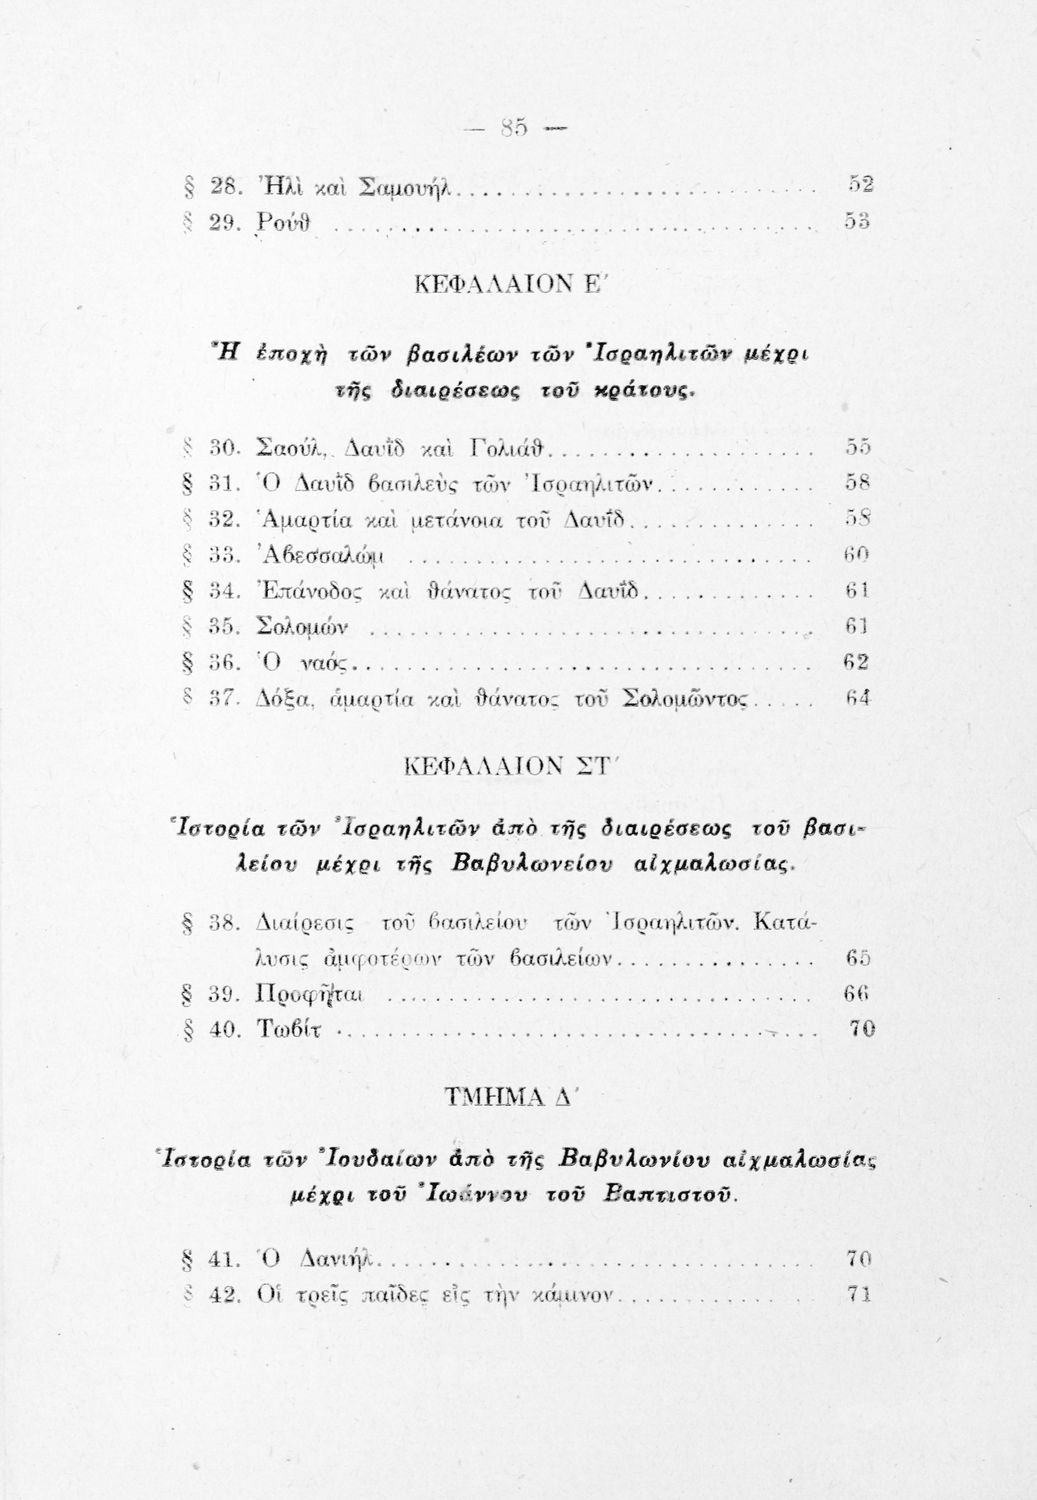 — 85 —
§ 28. Ἠλὶ καὶ Σαμουήλ........................ 52
§ 29. Ρούθ ........................ 53
ΚΕΦΑΛΑΙΟΝ Ε΄
Ἡ ἐποχὴ τῶν βασιλέων τῶν Ἰσραηλιτῶν μέχρι
τῆς διαιρέσεως τοῦ κράτους.
§ 30. Σαούλ, Δαυῒδ καὶ Γολιάθ.................. 55
§ 31. Ὁ Δαυῒδ βασιλεὺς τῶν Ἰσραηλιτῶν........... 58
§ 32. Ἁμαρτία καὶ μετάνοια τοῦ Δαυῒδ............. 58
§ 33. Ἀβεσσαλώμ ........................ 60
§ 34. Ἐπάνοδος καὶ θάνατος τοῦ Δαυῒδ............ 61
§ 35. Σολομών ........................ 61
§ 36. Ὁ ναός........................ 62
§ 37. Δόξα, ἁμαρτία καὶ θάνατος τοῦ Σολομῶντος..... 64
ΚΕΦΑΛΑΙΟΝ ΣΤ΄
Ἱστορία τῶν Ἰσραηλιτῶν ἀπὸ τῆς διαιρέσεως τοῦ βασι-
λείου μέχρι τῆς Βαβυλωνείου αἰχμαλωσίας.
§ 38. Διαίρεσις τοῦ βασιλείου τῶν Ἰσραηλιτῶν. Κατά-
λυσις ἀμφοτέρων τῶν βασιλείων.............. 65
§ 39. Προφῆται ........................ 66
§ 40. Τωβίτ ........................ 70
ΤΜΗΜΑ Δ΄
Ἱστορία τῶν Ἰουδαίων ἀπὸ τῆς Βαβυλωνίου αἰχμαλωσίας
μέχρι τοῦ Ἰωάννου τοῦ Βαπτιστοῦ.
§ 41. Ὁ Δανιήλ........................ 70
§ 42. Οἱ τρεῖς παῖδες εἰς τὴν κάμινον............. 71